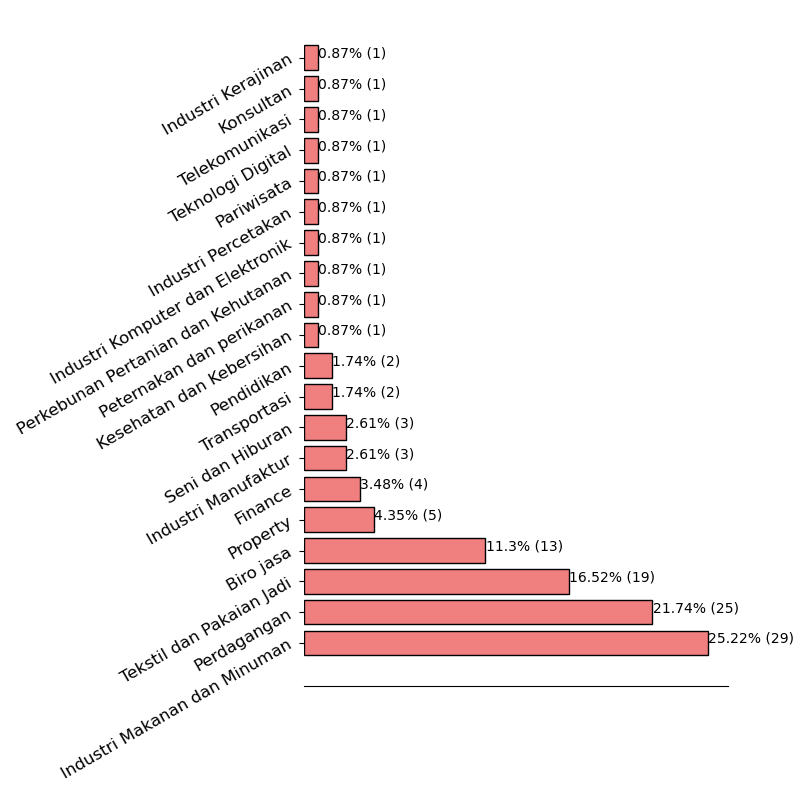 Industri Kerajinan 0.87% (1)
Konsultan 0.87% (1)
Telekomunikasi 0.87% (1)
Teknologi Digital 0.87% (1)
Pariwisata 0.87% (1)
Industri Percetakan 0.87% (1)
Industri Komputer dan Elektronik 0.87% (1)
Perkebunan Pertanian dan Kehutanan 0.87% (1)
Peternakan dan perikanan 0.87% (1)
Kesehatan dan Kebersihan 0.87% (1)
Pendidikan 1.74% (2)
Transportasi 1.74% (2)
Seni dan Hiburan 2.61% (3)
Industri Manufaktur 2.61% (3)
Finance 3.48% (4)
Property 4.35% (5)
Biro jasa 11.3% (13)
Tekstil dan Pakaian Jadi 16.52% (19)
Perdagangan 21.74% (25)
Industri Makanan dan Minuman 25.22% (29)